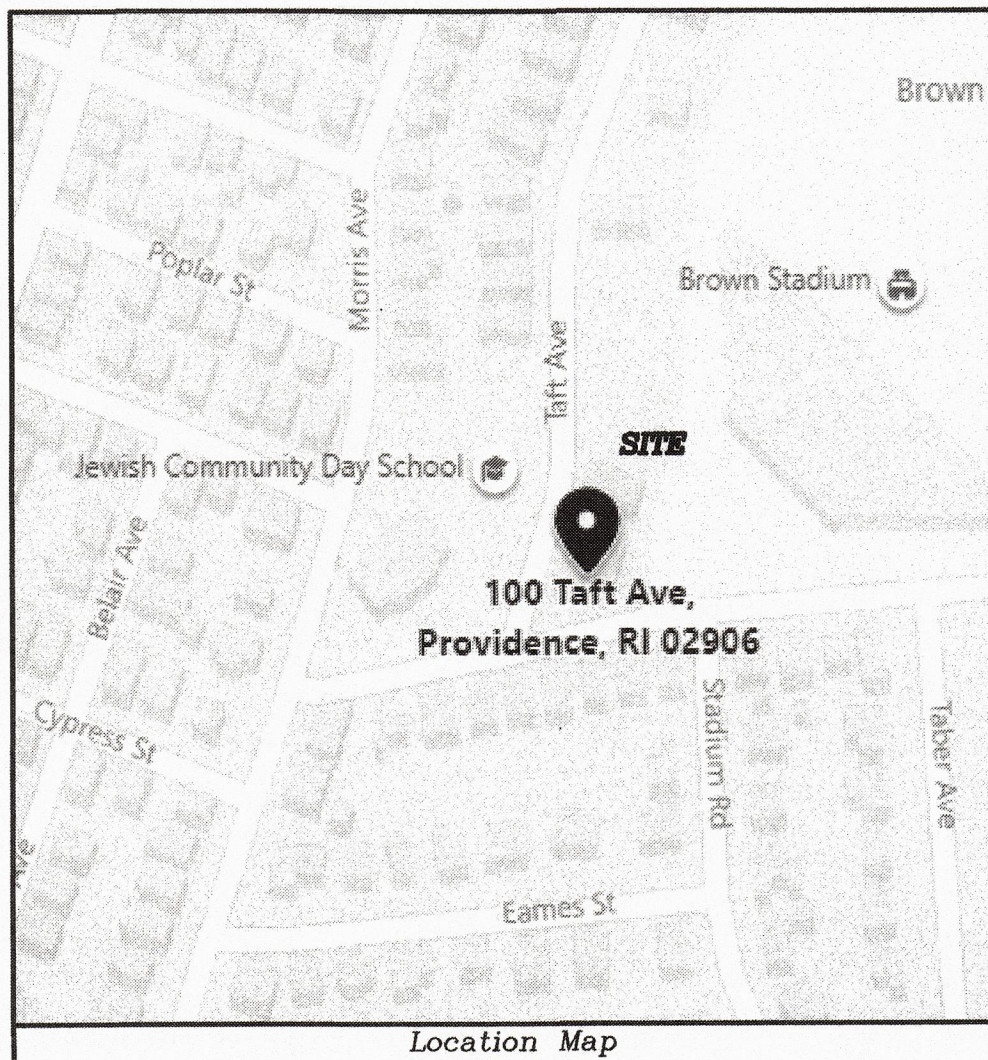 Brown
Poplar St
Morris Ave
Brown Stadium
Taft Ave
SITE
Jewish Community Day School
Belair Ave
100 Taft Ave,
Providence, RI 02906
Cypress St
Stadium Rd
Taber Ave
Ave
Eames St
Location Map